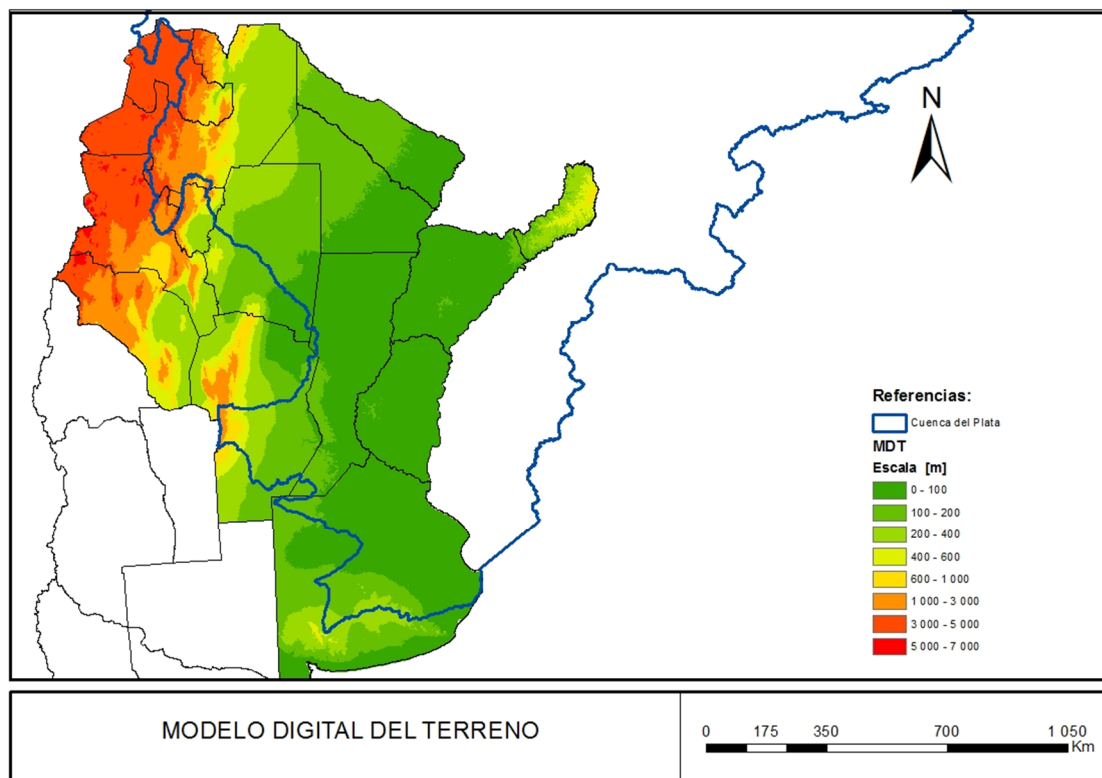 N
Referencias:
Cuenca del Plata
MDT
Escala [m]
0 - 100
100 - 200
200 - 400
400 - 600
600 - 1 000
1 000 - 3 000
3 000 - 5 000
5 000 - 7 000
MODELO DIGITAL DEL TERRENO
0 175 350 700 1 050
Km